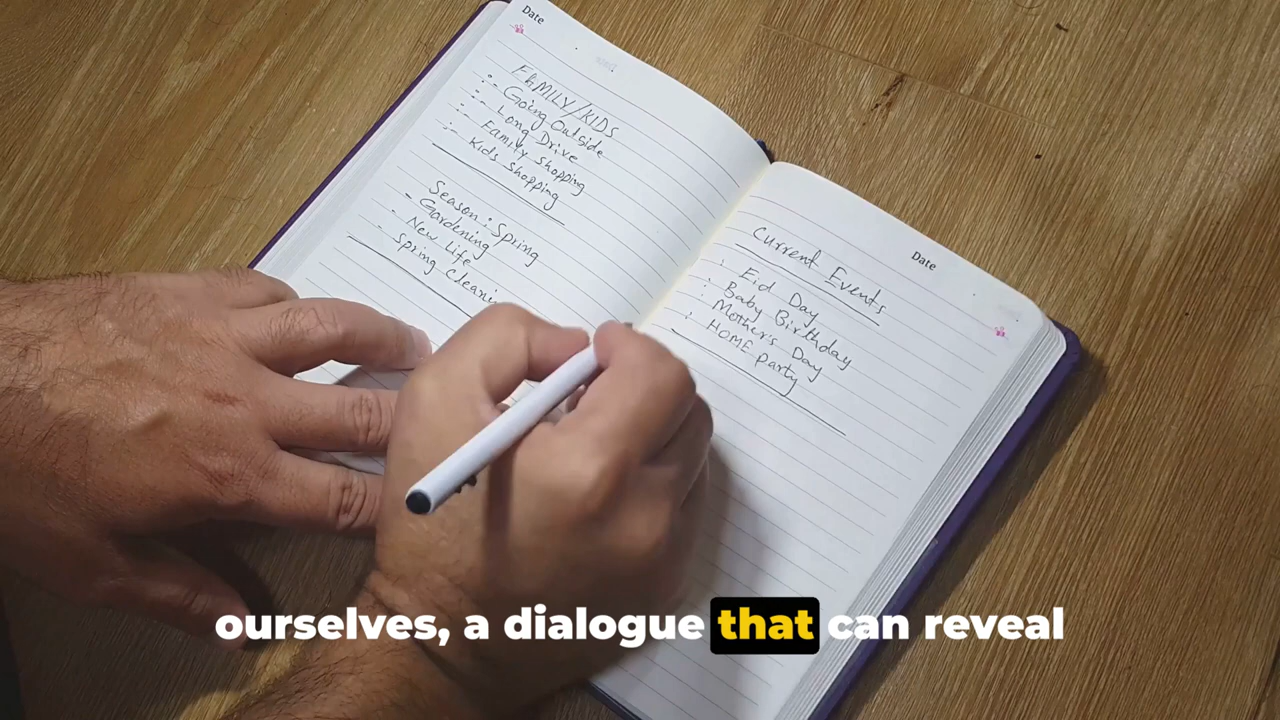 Date
FAMILY/KIDS
:- Going Outside
:- Long Drive
:- Family Shopping
:- Kids Shopping
Season: Spring
- Gardening
- New Life
- Spring
Date
Current Events
: Eid Day
: Baby Birthday
: Mother's Day
: HOME party
ourselves, a dialogue that can reveal